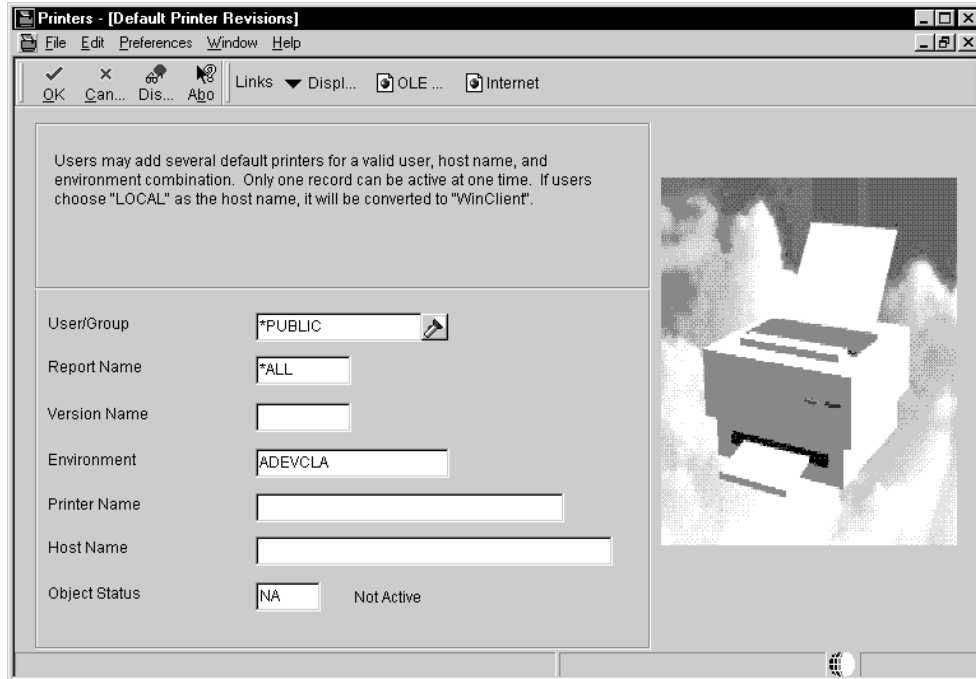 Printers - [Default Printer Revisions]
File Edit Preferences Window Help
OK Can... Dis... Abo Links Displ... OLE ... Internet
Users may add several default printers for a valid user, host name, and
environment combination. Only one record can be active at one time. If users
choose "LOCAL" as the host name, it will be converted to "WinClient".
User/Group *PUBLIC
Report Name *ALL
Version Name
Environment ADEVCLA
Printer Name
Host Name
Object Status NA Not Active